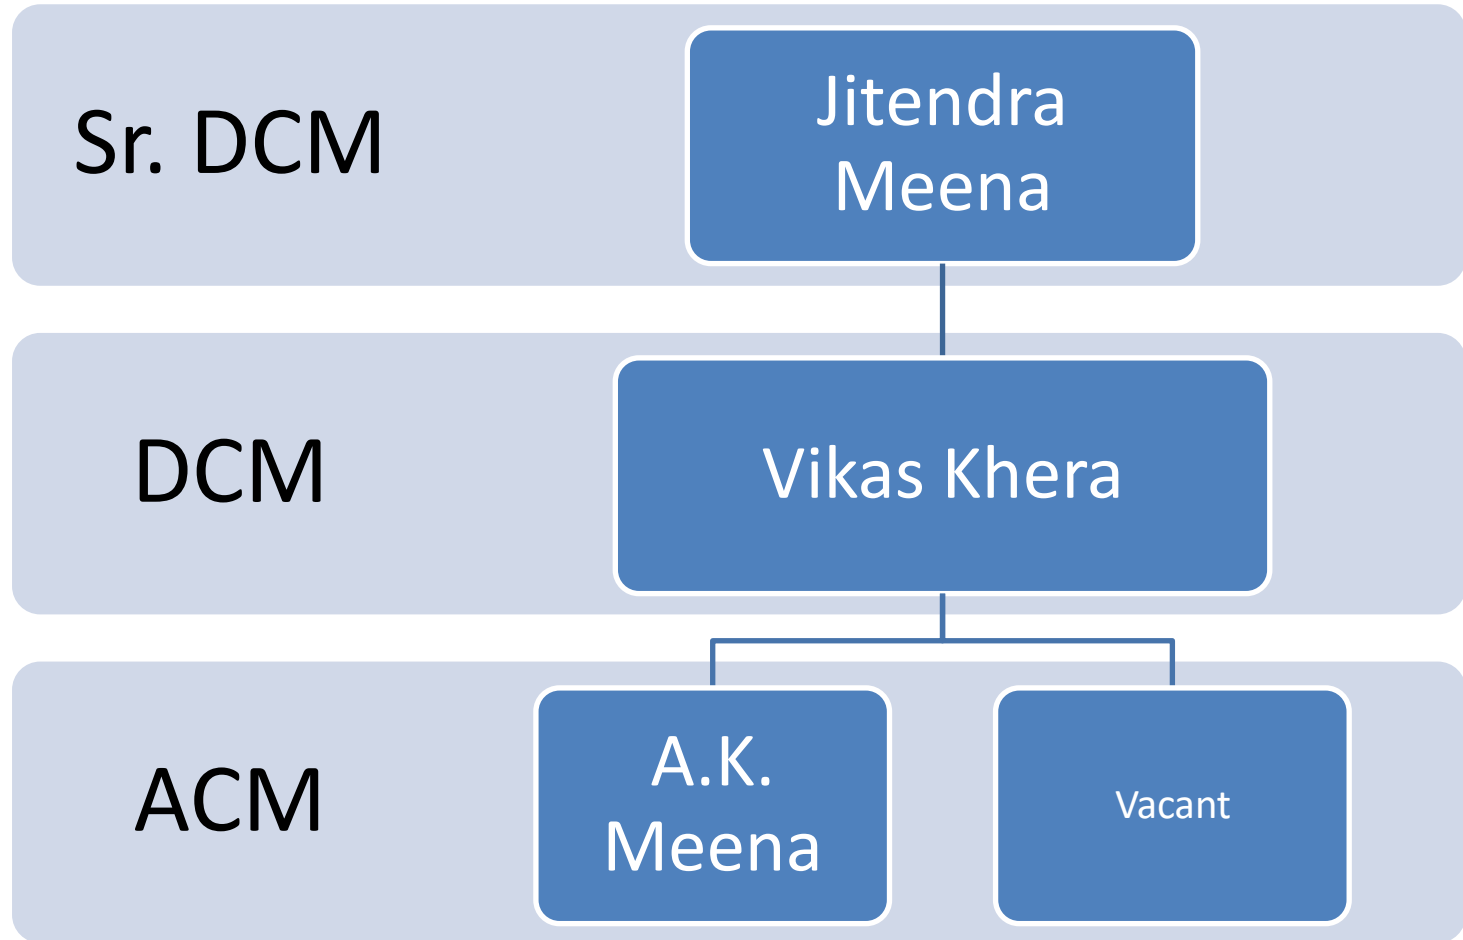 Sr. DCM
Jitendra
Meena
DCM
Vikas Khera
ACM
A.K.
Meena
Vacant